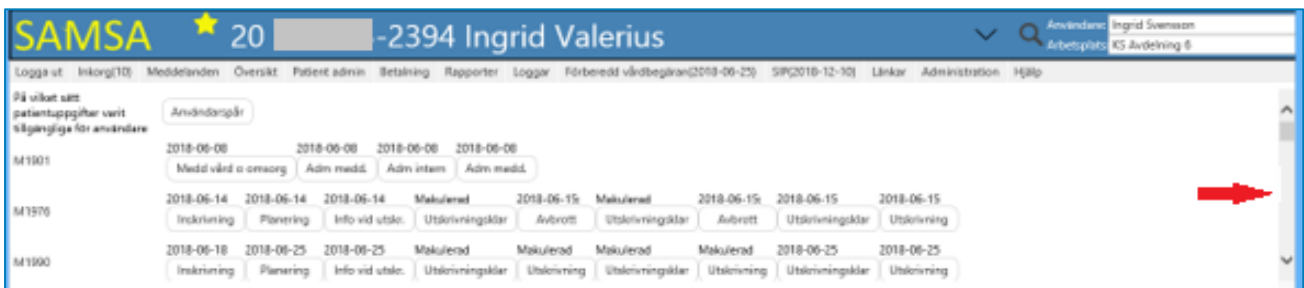 SAMSA 20 -2394 Ingrid Valerius
Användare: Ingrid Svensson
Arbetsplats: KS Avdelning 6
Logga ut Inkorg(10) Meddelanden Översikt Patient admin Betalning Rapporter Loggar Förberedd vårdbegäran(2018-06-25) SIP(2018-12-10) Länkar Administration Hjälp
På vilket sätt
patientuppgifter varit
tillgängliga för användare
Användarspår
2018-06-08 2018-06-08 2018-06-08 2018-06-08
M1901 Medd vård o omsorg Adm medd. Adm intern Adm medd.
2018-06-14 2018-06-14 2018-06-14 Makulerad 2018-06-15: Makulerad 2018-06-15: 2018-06-15 2018-06-15
M1976 Inskrivning Planering Info vid utskr. Utskrivningsklar Avbrott Utskrivningsklar Avbrott Utskrivningsklar Utskrivning
2018-06-18 2018-06-25 2018-06-25 Makulerad Makulerad Makulerad Makulerad 2018-06-25 2018-06-25
M1990 Inskrivning Planering Info vid utskr. Utskrivningsklar Utskrivning Utskrivningsklar Utskrivning Utskrivningsklar Utskrivning